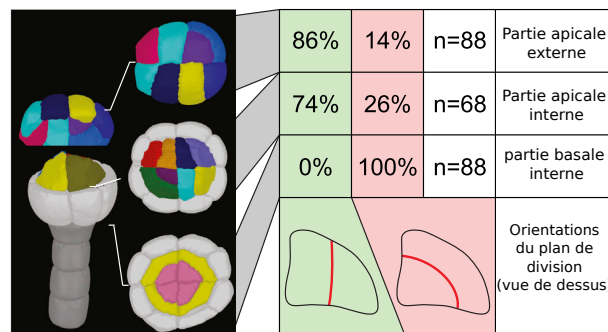 86% 14% n=88 Partie apicale
externe
74% 26% n=68 Partie apicale
interne
0% 100% n=88 partie basale
interne
Orientations
du plan de
division
(vue de dessus